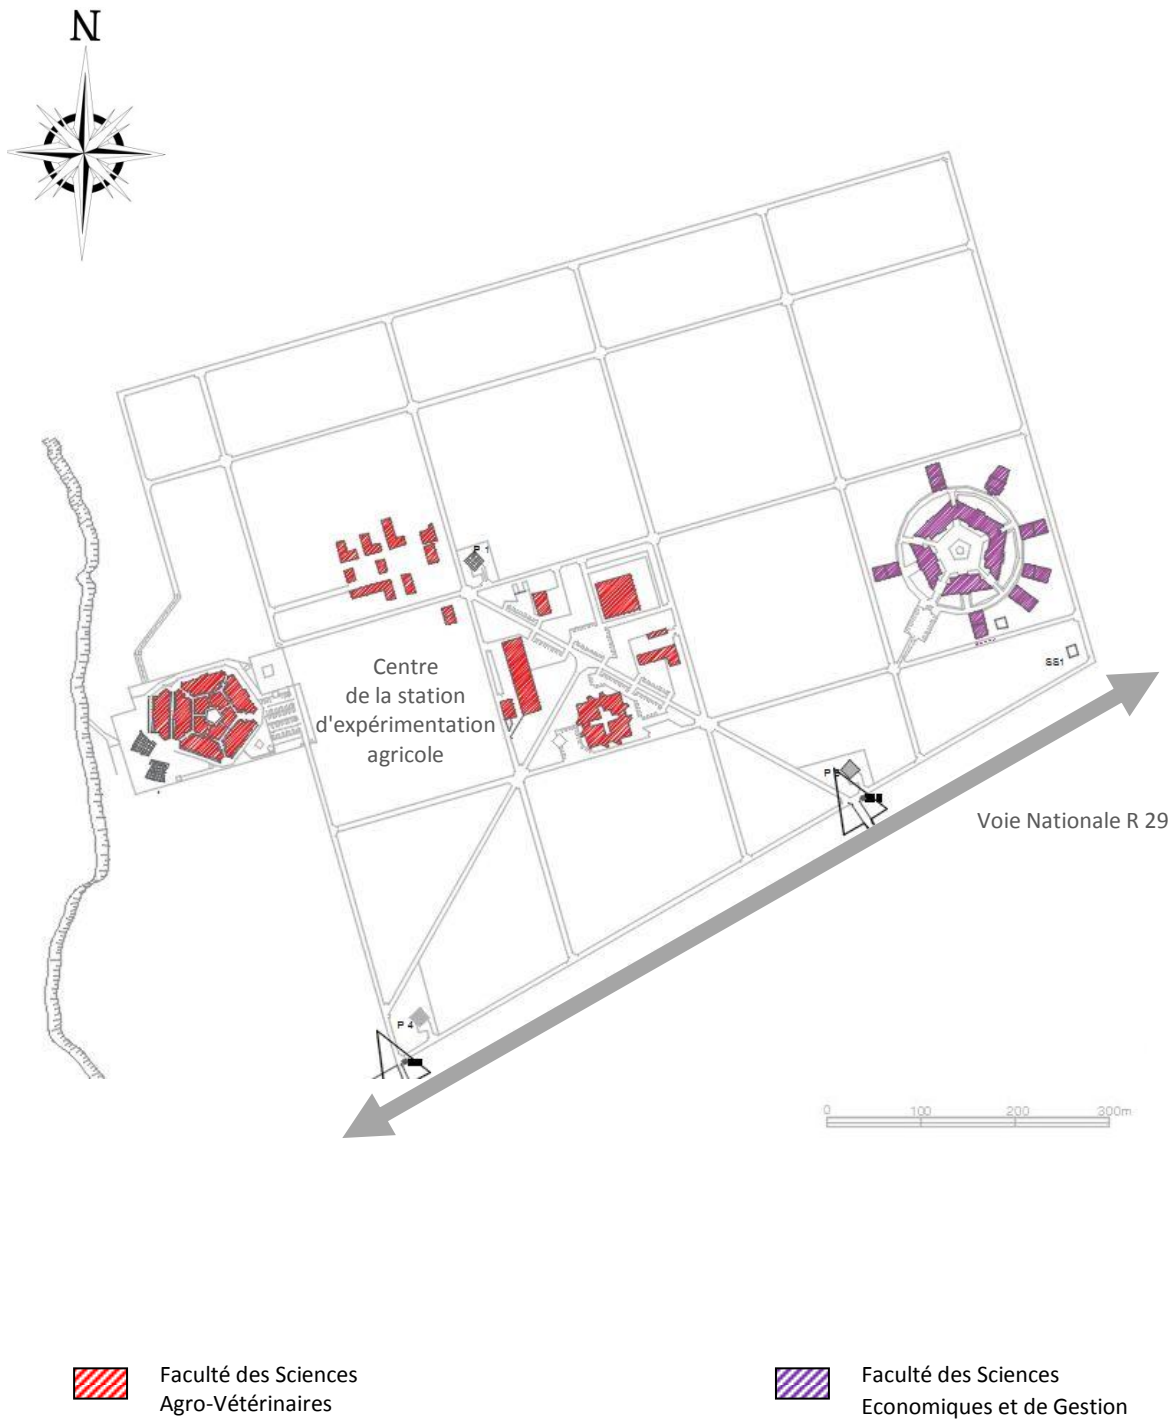 N
P 1
Centre
de la station
d'expérimentation
agricole
SS1
P
Voie Nationale R 29
P 4
0 100 200 300m
Faculté des Sciences
Agro-Vétérinaires
Faculté des Sciences
Economiques et de Gestion